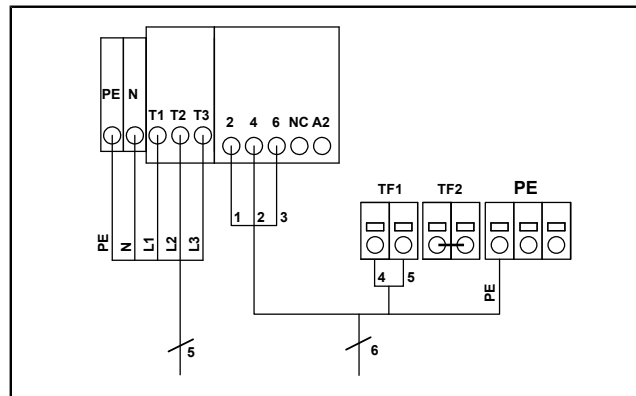 PE N
T1 T2 T3
2 4 6 NC A2
1 2 3
PE N L1 L2 L3
5
TF1 TF2 PE
4 5
PE
6